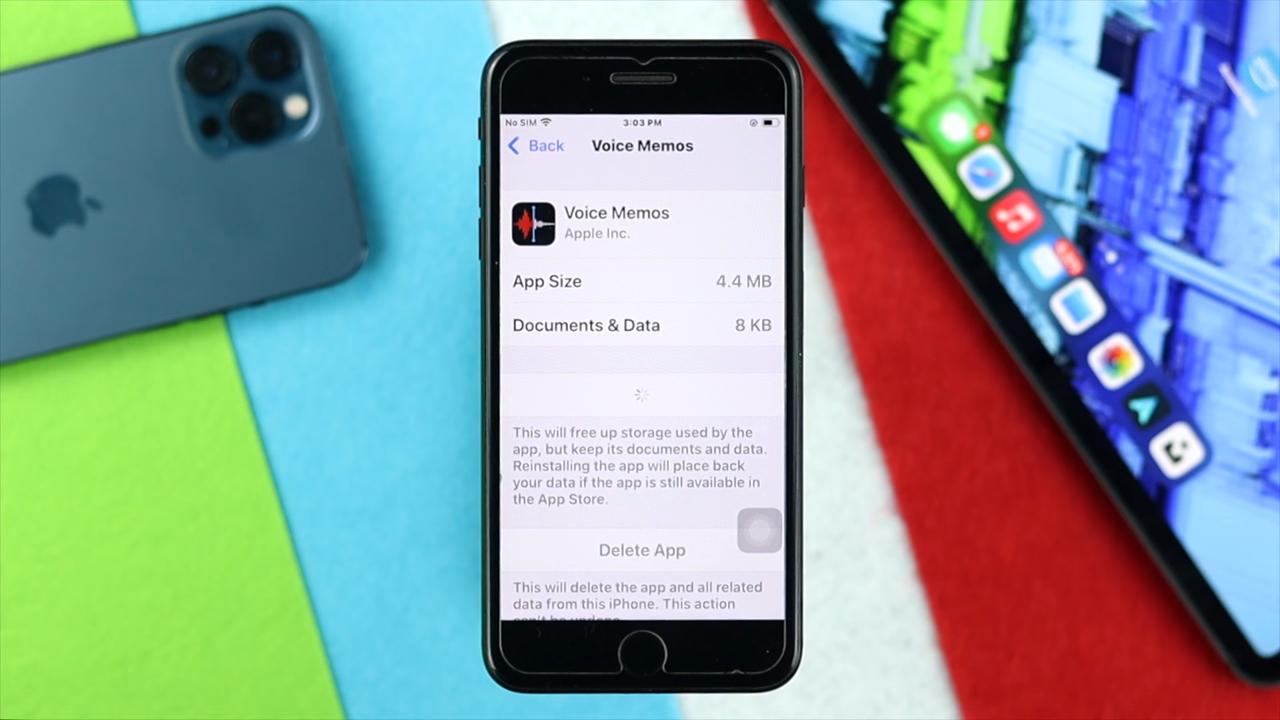 No SIM 3:03 PM
Back Voice Memos
Voice Memos
Apple Inc.
App Size 4.4 MB
Documents & Data 8 KB
This will free up storage used by the
app, but keep its documents and data.
Reinstalling the app will place back
your data if the app is still available in
the App Store.
Delete App
This will delete the app and all related
data from this iPhone. This action
can't be undone.